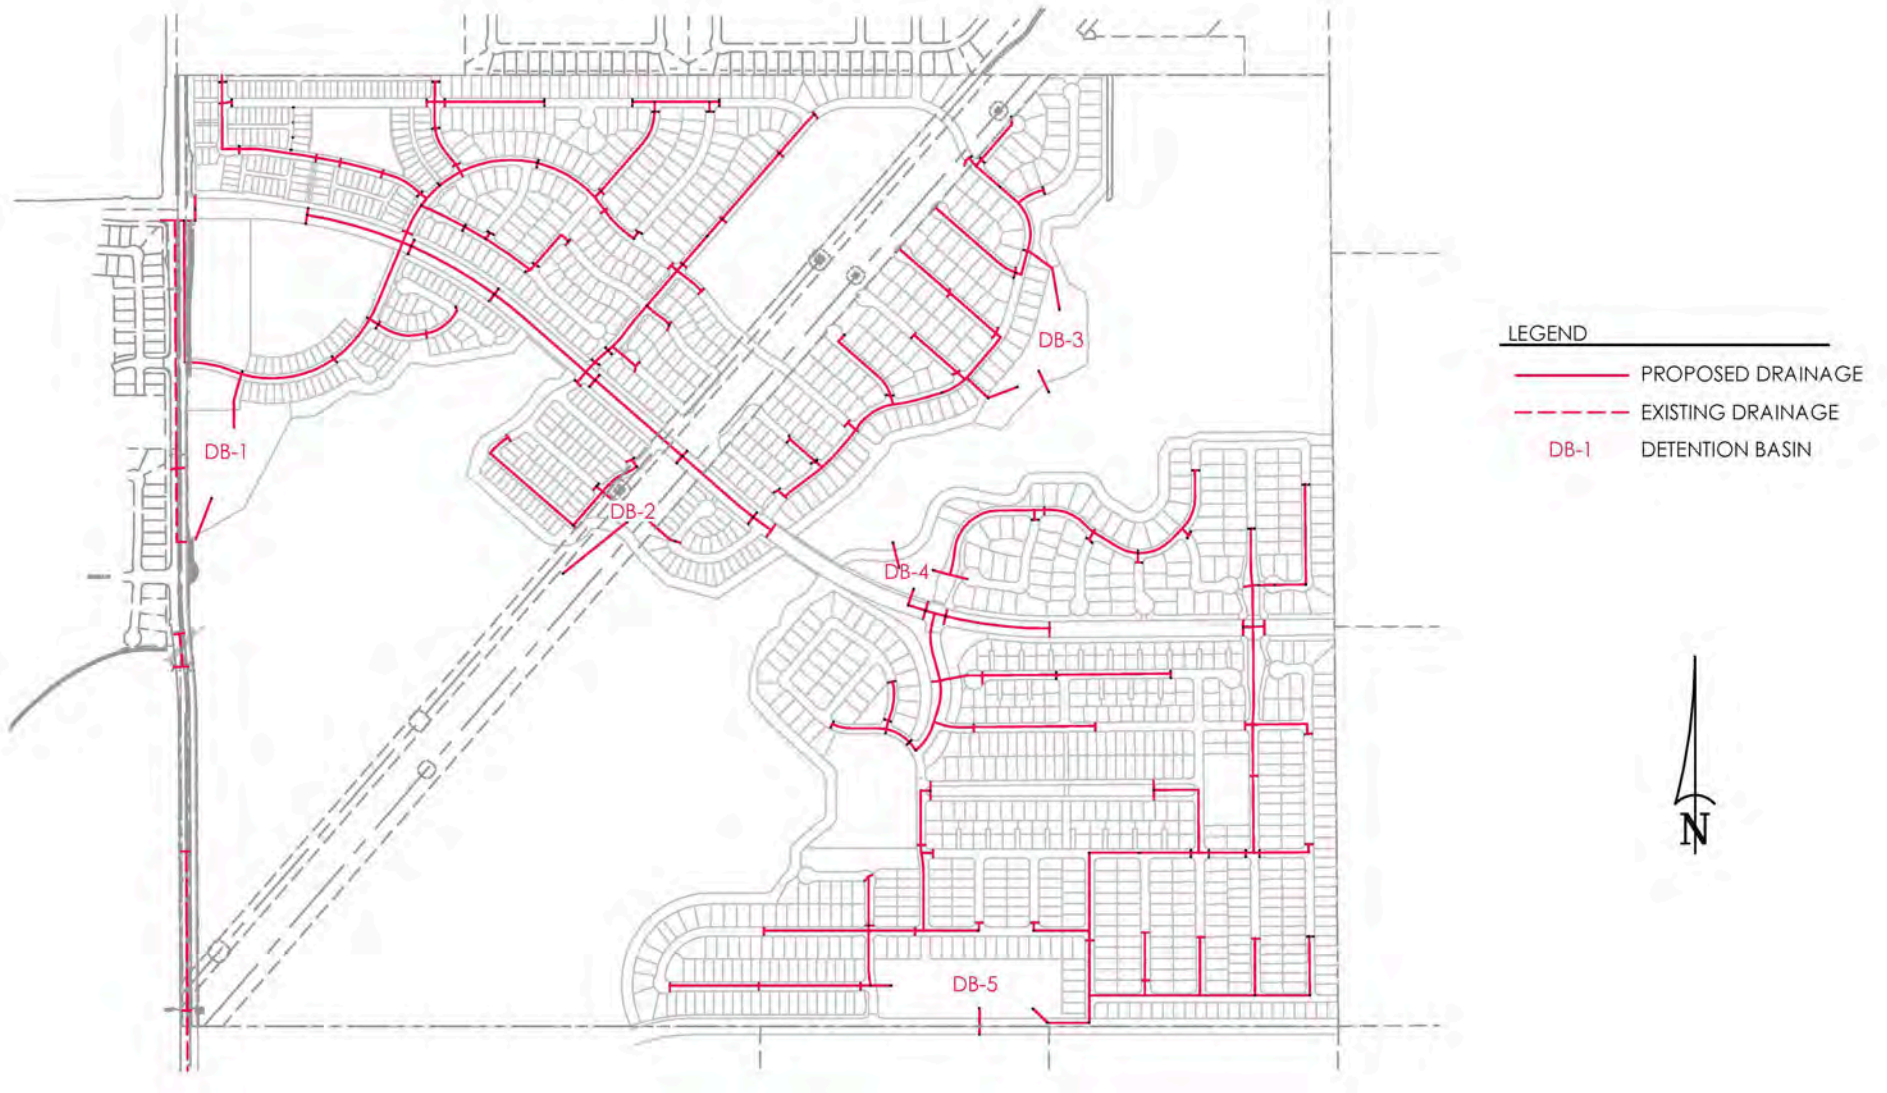 DB-1
DB-2
DB-3
DB-4
DB-5
LEGEND
PROPOSED DRAINAGE
EXISTING DRAINAGE
DB-1 DETENTION BASIN
N